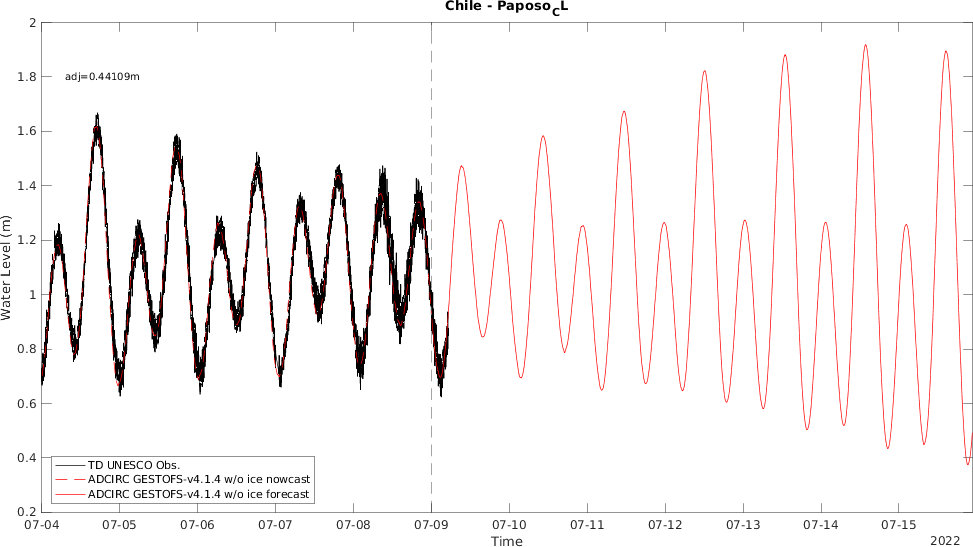 Chile - Paposo_CL
adj=0.44109m
Water Level (m)
2
1.8
1.6
1.4
1.2
1
0.8
0.6
0.4
0.2
TD UNESCO Obs.
ADCIRC GESTOFS-v4.1.4 w/o ice nowcast
ADCIRC GESTOFS-v4.1.4 w/o ice forecast
07-04 07-05 07-06 07-07 07-08 07-09 07-10 07-11 07-12 07-13 07-14 07-15
Time
2022